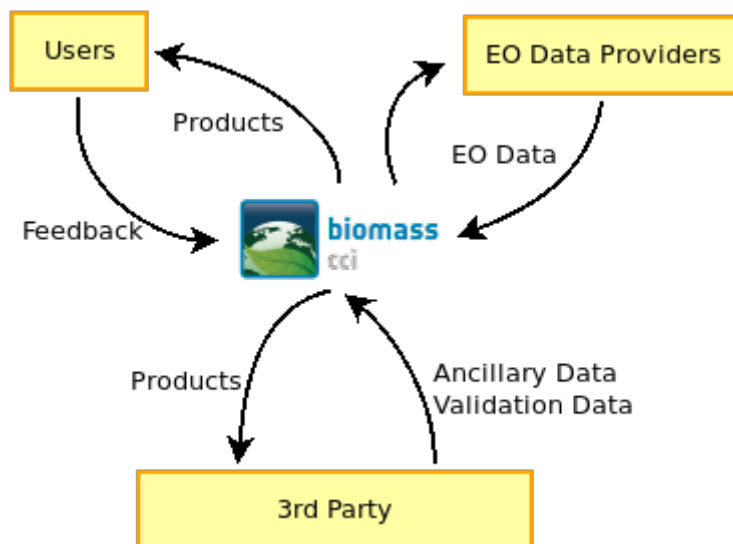 Users
EO Data Providers
Products
EO Data
Feedback
biomass
cci
Products
Ancillary Data
Validation Data
3rd Party